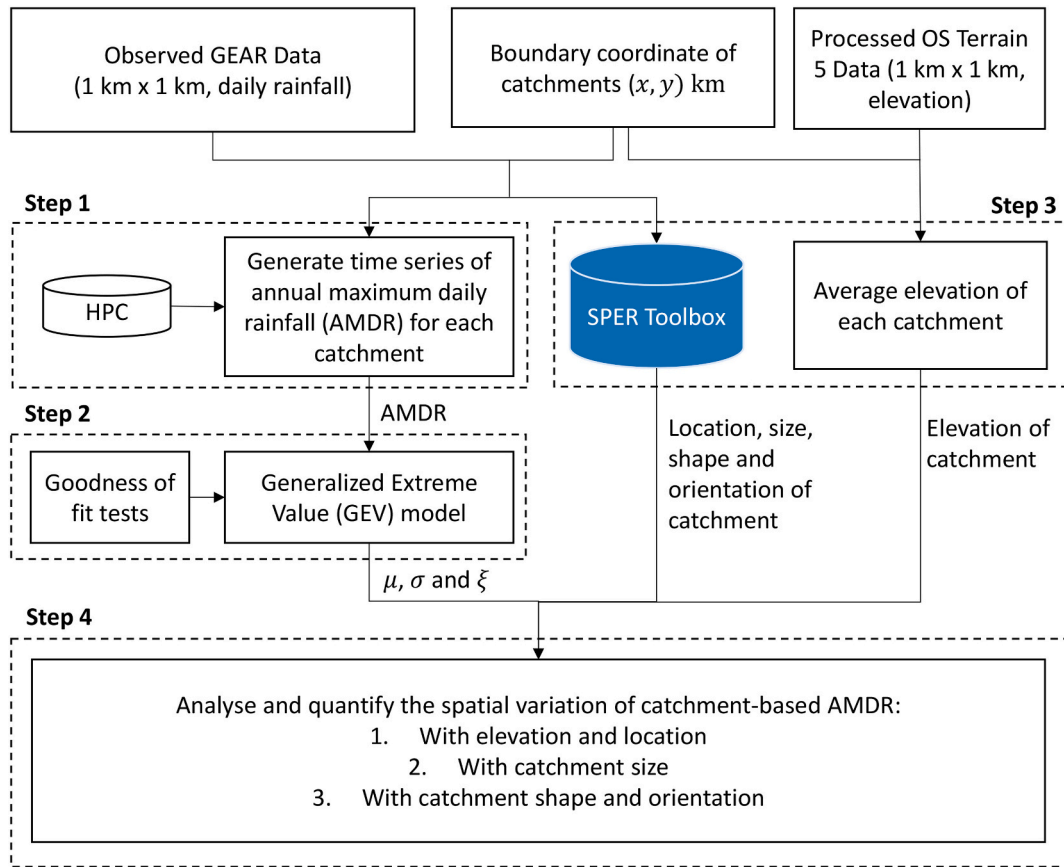 Observed GEAR Data
(1 km x 1 km, daily rainfall)
Boundary coordinate of
catchments (𝑥, 𝑦) km
Processed OS Terrain
5 Data (1 km x 1 km,
elevation)
Step 1
Step 3
HPC
Generate time series of
annual maximum daily
rainfall (AMDR) for each
catchment
SPER Toolbox
Average elevation of
each catchment
AMDR
Step 2
Goodness of
fit tests
Generalized Extreme
Value (GEV) model
Location, size,
shape and
orientation of
catchment
Elevation of
catchment
𝜇, 𝜎 and 𝜉
Step 4
Analyse and quantify the spatial variation of catchment-based AMDR:
1. With elevation and location
2. With catchment size
3. With catchment shape and orientation